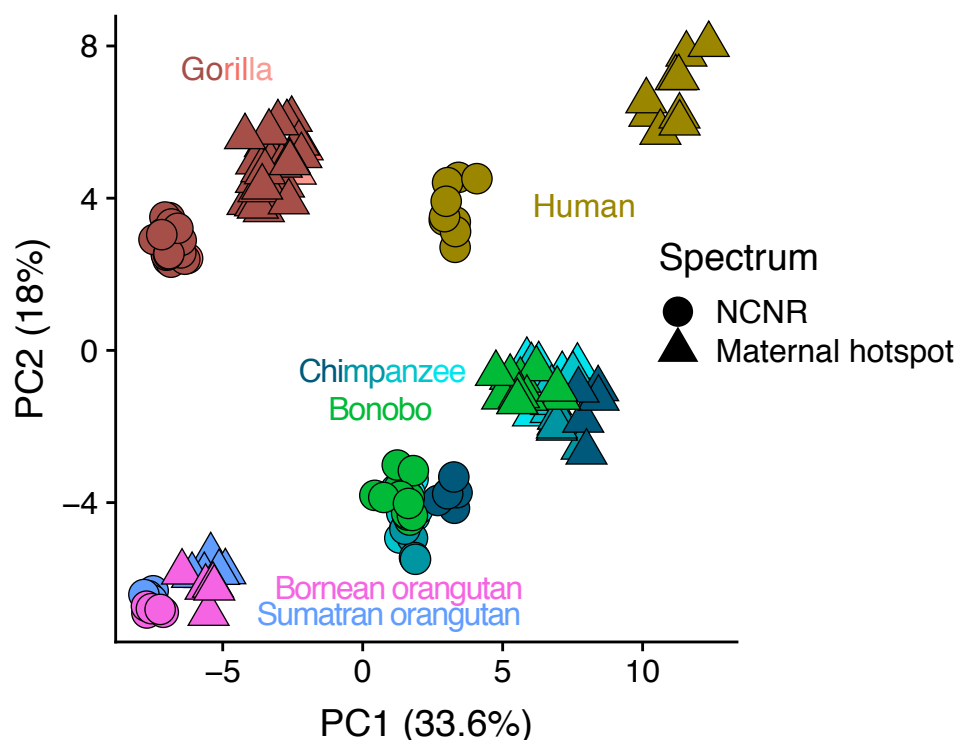 8
Gorilla
4
Human
Spectrum
NCNR
Maternal hotspot
0
Chimpanzee
Bonobo
−4
Bornean orangutan
Sumatran orangutan
−5
0
5
10
PC1 (33.6%)
PC2 (18%)